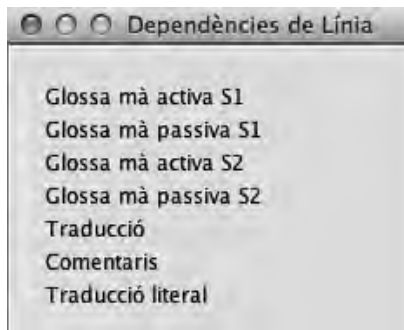 Dependències de Línia
Glossa mà activa S1
Glossa mà passiva S1
Glossa mà activa S2
Glossa mà passiva S2
Traducció
Comentaris
Traducció literal